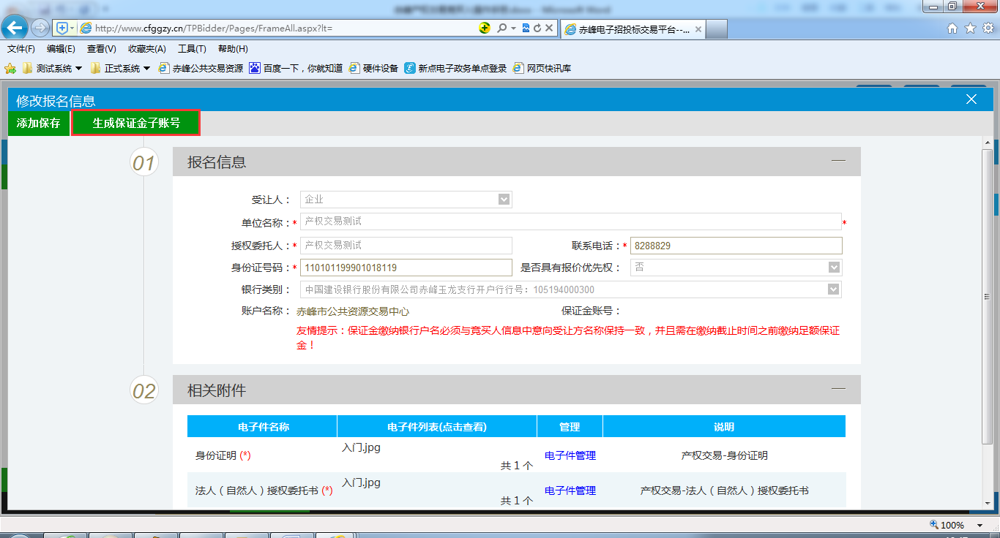 http://www.cfggzy.cn/TPBidder/Pages/FrameAll.aspx?lt=
赤峰电子招投标交易平台--...
文件(F) 编辑(E) 查看(V) 收藏夹(A) 工具(T) 帮助(H)
测试系统 正式系统 赤峰公共交易资源 百度一下，你就知道 硬件设备 新点电子政务单点登录 网页快讯库
修改报名信息
添加保存 生成保证金子账号
01 报名信息
受让人： 企业
单位名称：* 产权交易测试 *
授权委托人：* 产权交易测试 联系电话：* 8288829
身份证号码：* 110101199901018119 是否具有报价优先权： 否
银行类别： 中国建设银行股份有限公司赤峰玉龙支行开户行行号：105194000300
账户名称： 赤峰市公共资源交易中心 保证金账号：
友情提示：保证金缴纳银行户名必须与竟买人信息中意向受让方名称保持一致，并且需在缴纳截止时间之前缴纳足额保证
金！
02 相关附件
电子件名称 电子件列表(点击查看) 管理 说明
身份证明 (*) 入门.jpg 共 1 个 电子件管理 产权交易-身份证明
法人（自然人）授权委托书 (*) 入门.jpg 共 1 个 电子件管理 产权交易-法人（自然人）授权委托书
100%